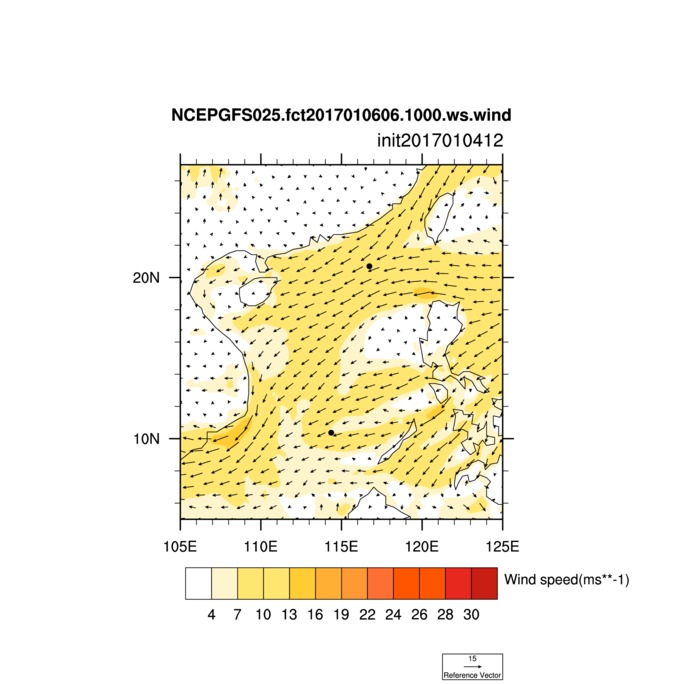 NCEPGFS025.fct2017010606.1000.ws.wind
init2017010412
20N
10N
105E 110E 115E 120E 125E
Wind speed(ms**-1)
4 7 10 13 16 19 22 24 26 28 30
15
Reference Vector